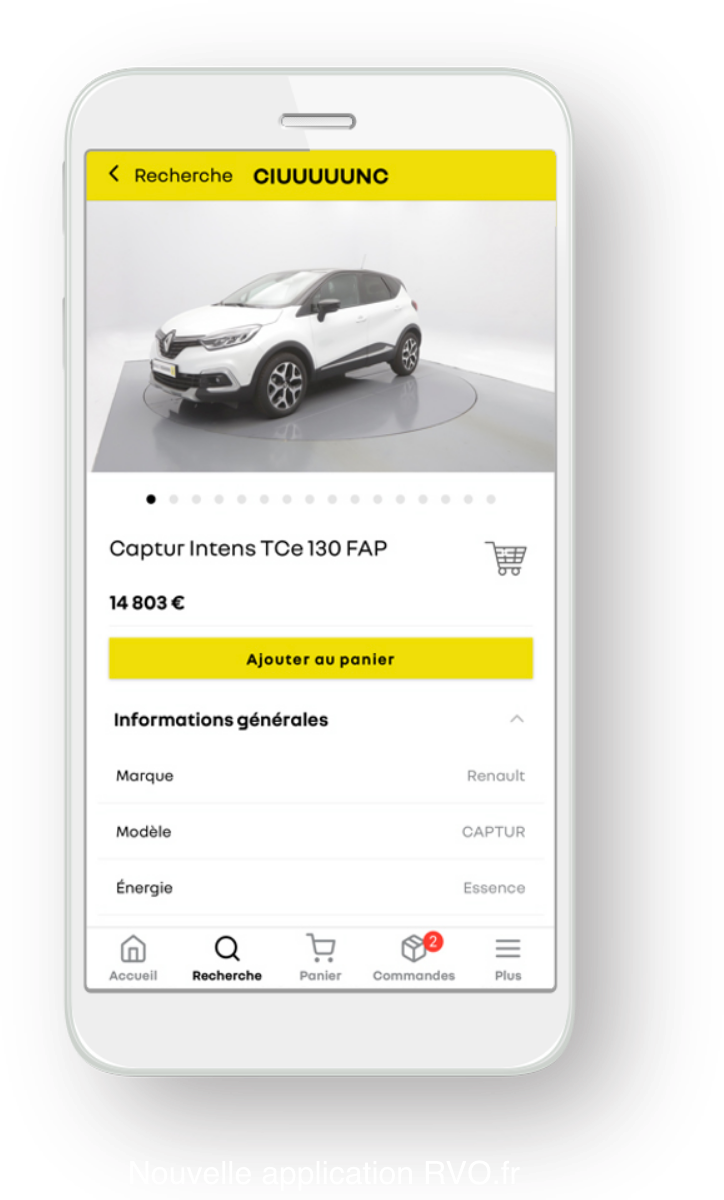 Recherche CIUUUUUNC
Captur Intens TCe 130 FAP
14 803 €
Ajouter au panier
Informations générales
Marque Renault
Modèle CAPTUR
Énergie Essence
2
Accueil Recherche Panier Commandes Plus
Nouvelle application RVO.fr